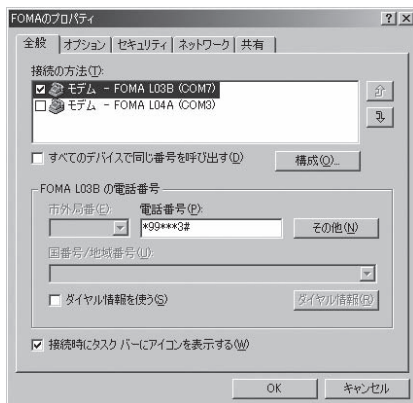 FOMAのプロパティ
全般 オプション セキュリティ ネットワーク 共有
接続の方法(T):
モデム - FOMA L03B (COM7)
モデム - FOMA L04A (COM3)
すべてのデバイスで同じ番号を呼び出す(D) 構成(O)...
FOMA L03B の電話番号
市外局番(E): 電話番号(P):
*99***3# その他(N)
国番号/地域番号(U):
ダイヤル情報を使う(S) ダイヤル情報(R)
接続時にタスク バーにアイコンを表示する(W)
OK キャンセル